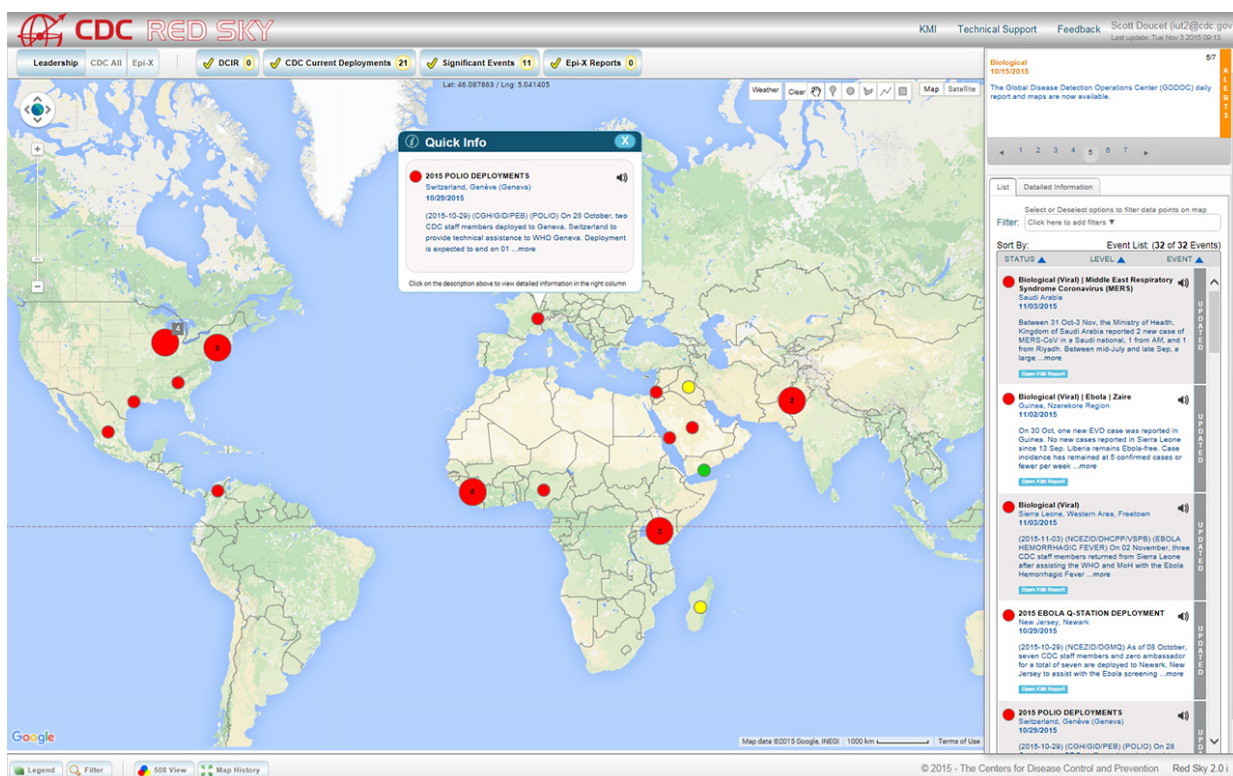 CDC RED SKY
KMI Technical Support Feedback Scott Doucet (iut2@cdc.gov
Last update: Tue Nov 3 2015 09:13
Leadership CDC All Epi-X DCIR 0 CDC Current Deployments 21 Significant Events 11 Epi-X Reports 0
Lat: 46.087863 / Lng: 5.041405
Weather Clear Map Satellite
Biological 5/7
10/15/2015
The Global Disease Detection Operations Center (GDDOC) daily
report and maps are now available.
ALERTS
1 2 3 4 5 6 7
Quick Info X
2015 POLIO DEPLOYMENTS
Switzerland, Genève (Geneva)
10/29/2015
(2015-10-29) (CGH/GID/PEB) (POLIO) On 28 October, two
CDC staff members deployed to Geneva, Switzerland to
provide technical assistance to WHO Geneva. Deployment
is expected to end on 01 ...more
Click on the description above to view detailed information in the right column
4
6
2
6
3
List Detailed Information
Select or Deselect options to filter data points on map
Filter: Click here to add filters ▼
Sort By: Event List: (32 of 32 Events)
STATUS LEVEL EVENT
Biological (Viral) | Middle East Respiratory
Syndrome Coronavirus (MERS)
Saudi Arabia
11/03/2015
Between 31 Oct-3 Nov, the Ministry of Health,
Kingdom of Saudi Arabia reported 2 new case of
MERS-CoV in a Saudi national, 1 from Afif, and 1
from Riyadh. Between mid-July and late Sep, a
large ...more
Open KMI Report
UPDATED
Biological (Viral) | Ebola | Zaire
Guinea, Nzerekore Region
11/02/2015
On 30 Oct, one new EVD case was reported in
Guinea. No new cases reported in Sierra Leone
since 13 Sep. Liberia remains Ebola-free. Case
incidence has remained at 5 confirmed cases or
fewer per week ...more
Open KMI Report
UPDATED
Biological (Viral)
Sierra Leone, Western Area, Freetown
11/03/2015
(2015-11-03) (NCEZID/DHCPP/VSPB) (EBOLA
HEMORRHAGIC FEVER) On 02 November, three
CDC staff members returned from Sierra Leone
after assisting the WHO and MoH with the Ebola
Hemorrhagic Fever ...more
Open KMI Report
UPDATED
2015 EBOLA Q-STATION DEPLOYMENT
New Jersey, Newark
10/29/2015
(2015-10-29) (NCEZID/DGMQ) As of 08 October,
seven CDC staff members and zero ambassador
for a total of seven are deployed to Newark, New
Jersey to assist with the Ebola screening ...more
Open KMI Report
UPDATED
2015 POLIO DEPLOYMENTS
Switzerland, Genève (Geneva)
10/29/2015
(2015-10-29) (CGH/GID/PEB) (POLIO) On 28
Google
Map data ©2015 Google, INEGI 1000 km Terms of Use
Legend Filter 508 View Map History
© 2015 - The Centers for Disease Control and Prevention Red Sky 2.0 i